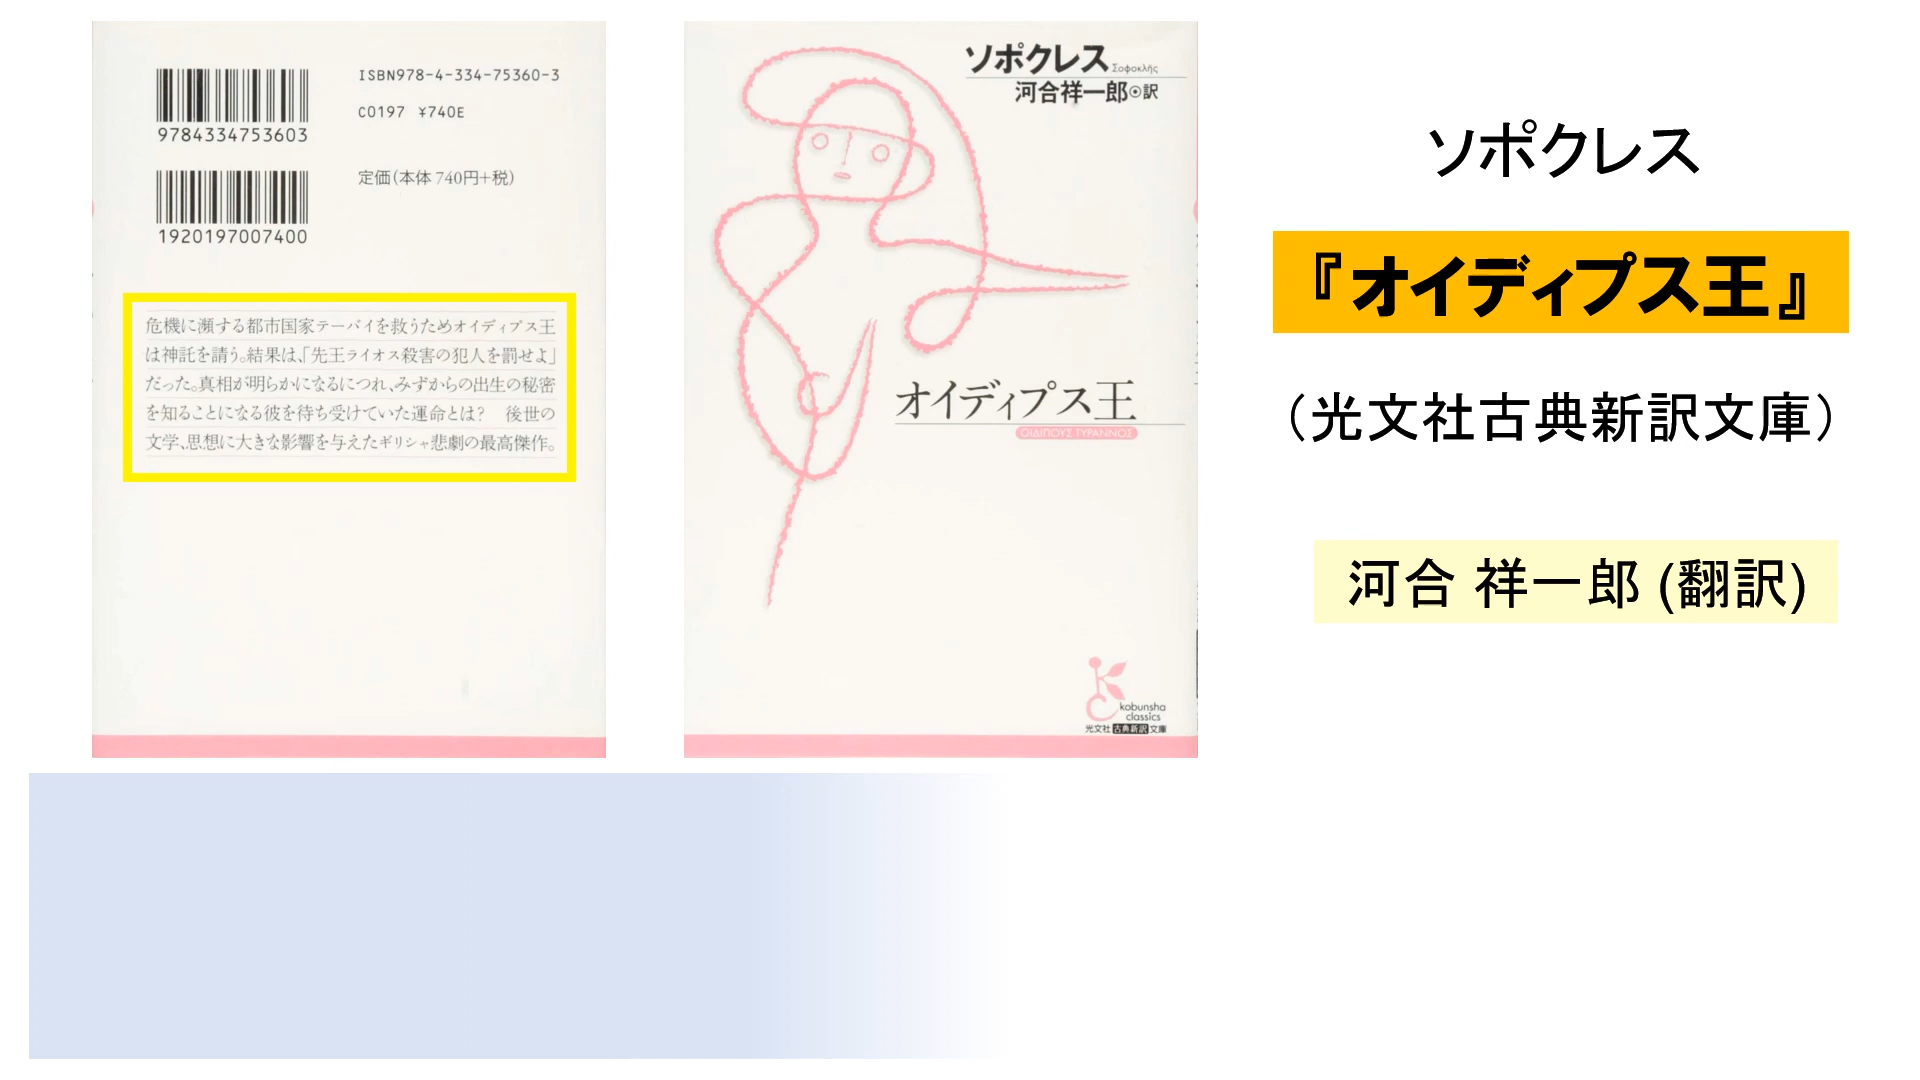 ISBN978-4-334-75360-3
C0197 ¥740E
9784334753603
定価(本体740円+税)
1920197007400
危機に瀕する都市国家テーバイを救うためオイディプス王
は神託を請う。結果は、「先王ライオス殺害の犯人を罰せよ」
だった。真相が明らかになるにつれ、みずからの出生の秘密
を知ることになる彼を待ち受けていた運命とは? 後世の
文学、思想に大きな影響を与えたギリシャ悲劇の最高傑作。
ソポクレス Σοφοκλής
河合祥一郎◉訳
オイディプス王
ΟΙΔΙΠΟΥΣ ΤΥΡΑΝΝΟΣ
kobunsha
classics
光文社古典新訳文庫
ソポクレス
『オイディプス王』
（光文社古典新訳文庫）
河合 祥一郎 (翻訳)